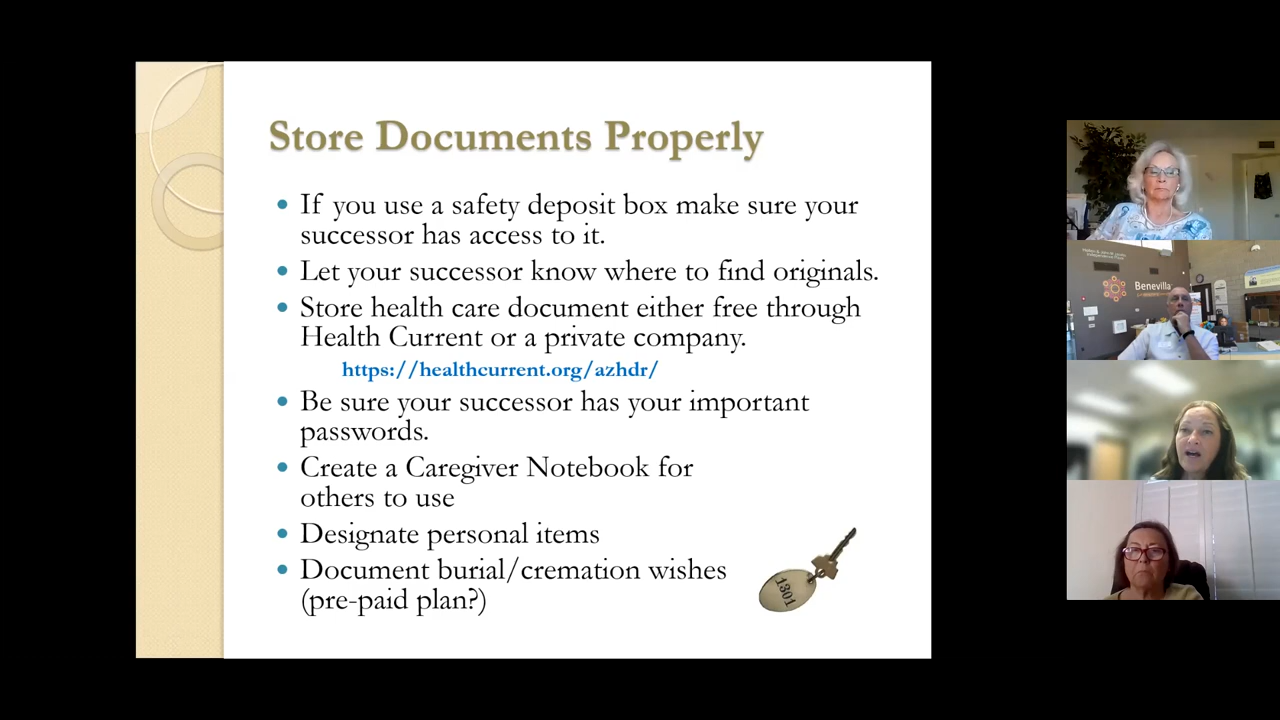 Store Documents Properly
If you use a safety deposit box make sure your
successor has access to it.
Let your successor know where to find originals.
Store health care document either free through
Health Current or a private company.
https://healthcurrent.org/azhdr/
Be sure your successor has your important
passwords.
Create a Caregiver Notebook for
others to use
Designate personal items
Document burial/cremation wishes
(pre-paid plan?)
1301
Benevilla